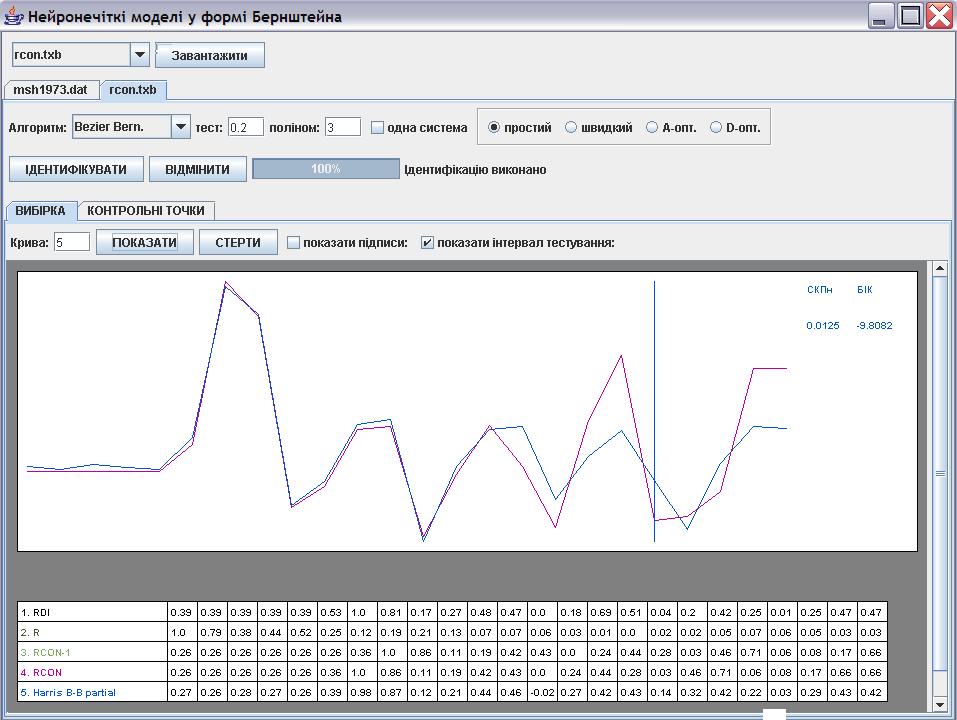 Нейронечіткі моделі у формі Бернштейна
rcon.txb Завантажити
msh1973.dat rcon.txb
Алгоритм: Bezier Bern. тест: 0.2 поліном: 3 одна система простий швидкий А-опт. D-опт.
ІДЕНТИФІКУВАТИ ВІДМІНИТИ 100% Ідентифікацію виконано
ВИБІРКА КОНТРОЛЬНІ ТОЧКИ
Крива: 5 ПОКАЗАТИ СТЕРТИ показати підписи: показати інтервал тестування:
СКПн БІК
0.0125 -9.8082
1. RDI 0.39 0.39 0.39 0.39 0.39 0.53 1.0 0.81 0.17 0.27 0.48 0.47 0.0 0.18 0.69 0.51 0.04 0.2 0.42 0.25 0.01 0.25 0.47 0.47
2. R 1.0 0.79 0.38 0.44 0.52 0.25 0.12 0.19 0.21 0.13 0.07 0.07 0.06 0.03 0.01 0.0 0.02 0.02 0.05 0.07 0.06 0.05 0.03 0.03
3. RCON-1 0.26 0.26 0.26 0.26 0.26 0.26 0.36 1.0 0.86 0.11 0.19 0.42 0.43 0.0 0.24 0.44 0.28 0.03 0.46 0.71 0.06 0.08 0.17 0.66
4. RCON 0.26 0.26 0.26 0.26 0.26 0.36 1.0 0.86 0.11 0.19 0.42 0.43 0.0 0.24 0.44 0.28 0.03 0.46 0.71 0.06 0.08 0.17 0.66 0.66
5. Harris B-B partial 0.27 0.26 0.28 0.27 0.26 0.39 0.98 0.87 0.12 0.21 0.44 0.46 -0.02 0.27 0.42 0.43 0.14 0.32 0.42 0.22 0.03 0.29 0.43 0.42